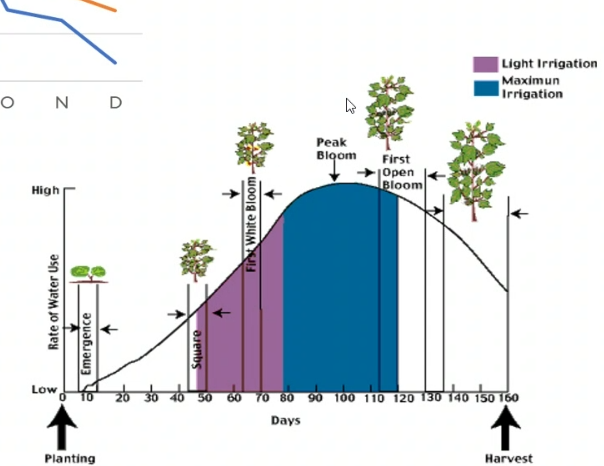 O N D
Light Irrigation
Maximun
Irrigation
Peak
Bloom
First
Open
Bloom
First White Bloom
High
Rate of Water Use
Emergence
Square
Low
0 10 20 30 40 50 60 70 80 90 100 110 120 130 140 150 160
Days
Planting
Harvest